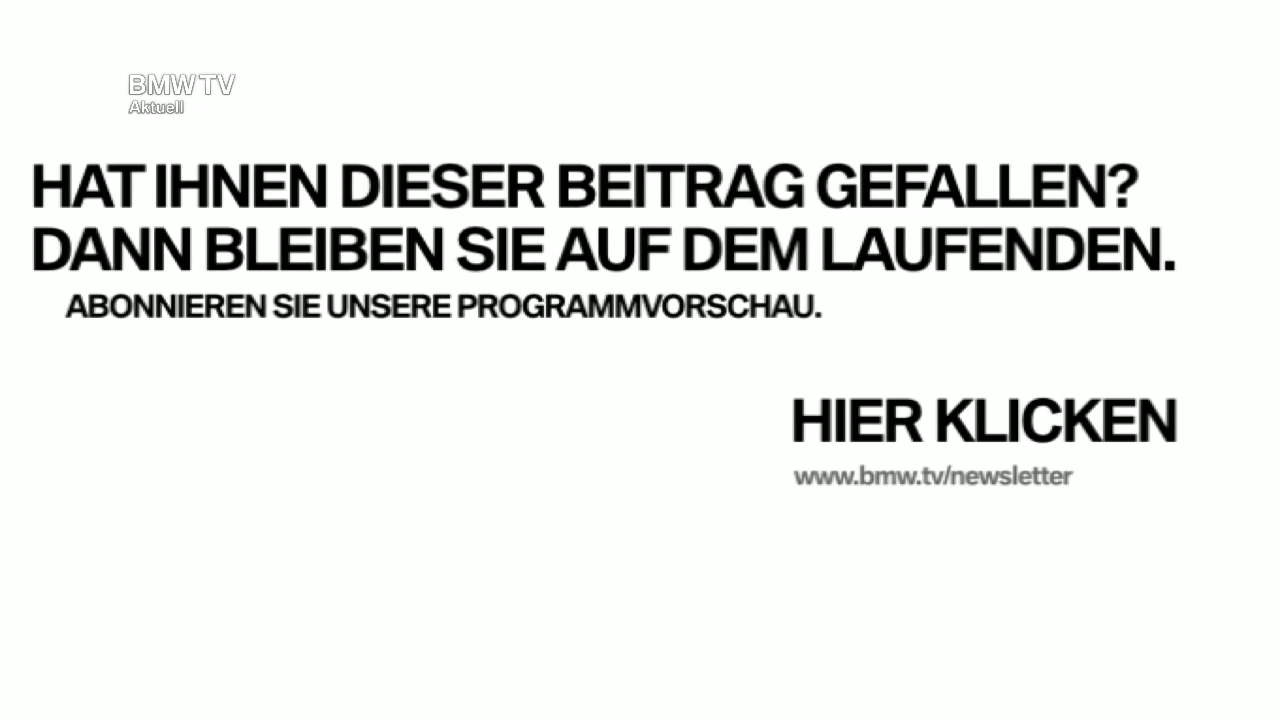 BMW TV
Aktuell
HAT IHNEN DIESER BEITRAG GEFALLEN?
DANN BLEIBEN SIE AUF DEM LAUFENDEN.
ABONNIEREN SIE UNSERE PROGRAMMVORSCHAU.
HIER KLICKEN
www.bmw.tv/newsletter